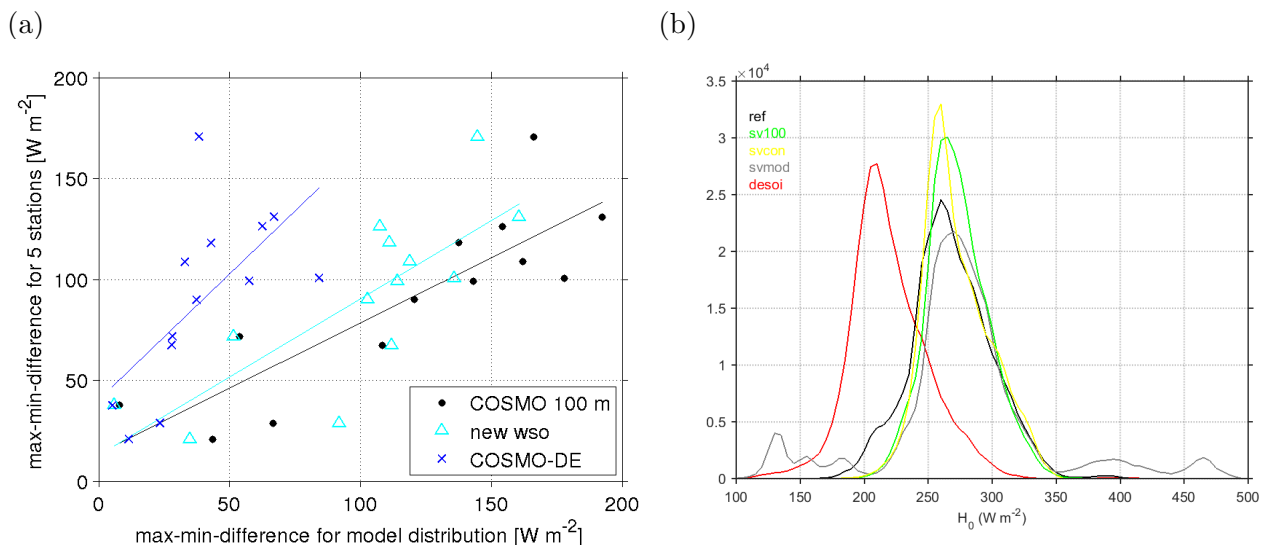 (a)
200
150
100
50
0
0 50 100 150 200
max-min-difference for 5 stations [W m-2]
max-min-difference for model distribution [W m-2]
COSMO 100 m
new wso
COSMO-DE
(b)
×10^4
3.5
3
2.5
2
1.5
1
0.5
0
100 150 200 250 300 350 400 450 500
H_0 (W m^-2)
ref
sv100
svcon
svmod
desoi